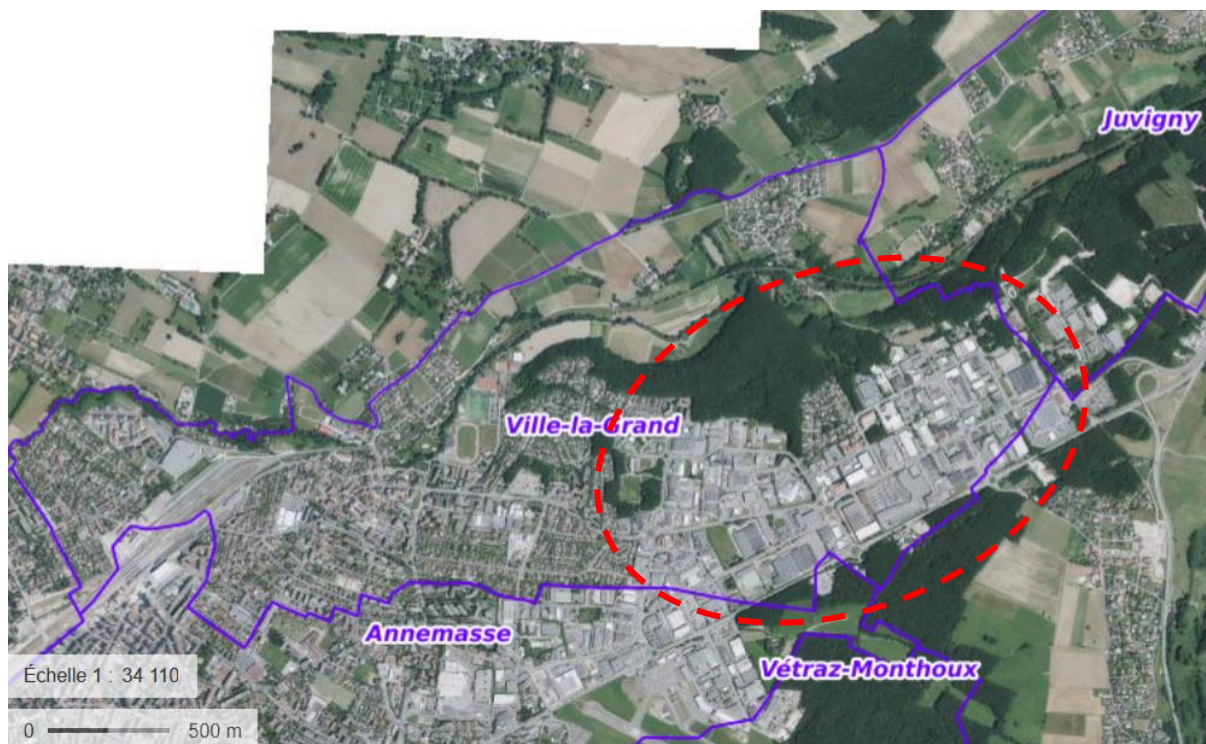 Juvigny
Ville-la-Grand
Annemasse
Vétraz-Monthoux
Échelle 1 : 34 110
0 500 m